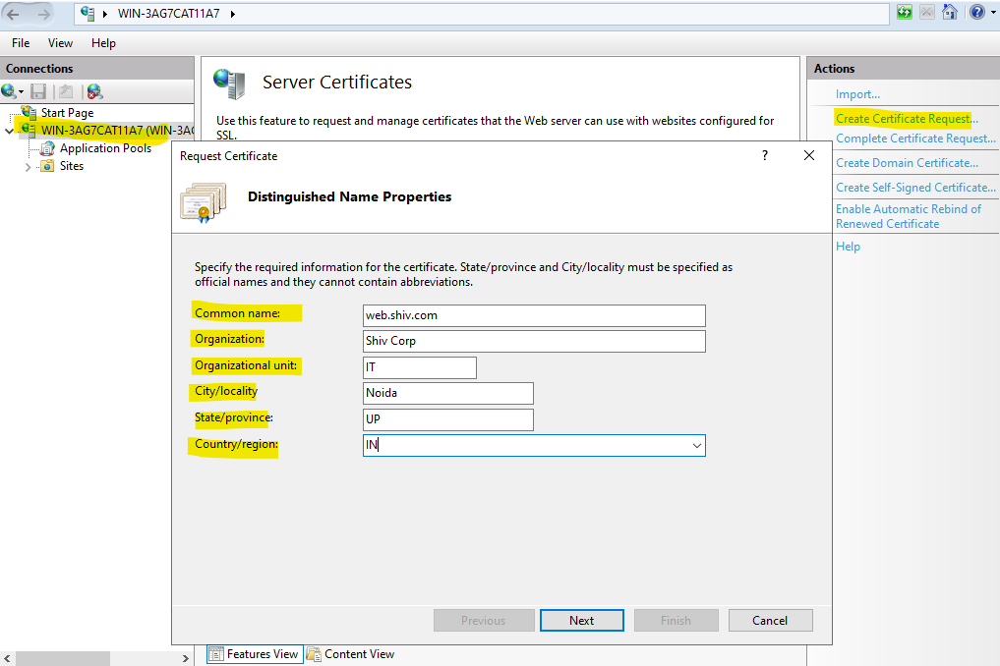 WIN-3AG7CAT11A7
File View Help
Connections
Start Page
WIN-3AG7CAT11A7 (WIN-3AG
Application Pools
Sites
Server Certificates
Use this feature to request and manage certificates that the Web server can use with websites configured for
SSL.
Request Certificate
?
Distinguished Name Properties
Specify the required information for the certificate. State/province and City/locality must be specified as
official names and they cannot contain abbreviations.
Common name: web.shiv.com
Organization: Shiv Corp
Organizational unit: IT
City/locality Noida
State/province: UP
Country/region: IN
Previous Next Finish Cancel
Features View Content View
Actions
Import...
Create Certificate Request...
Complete Certificate Request...
Create Domain Certificate...
Create Self-Signed Certificate...
Enable Automatic Rebind of
Renewed Certificate
Help